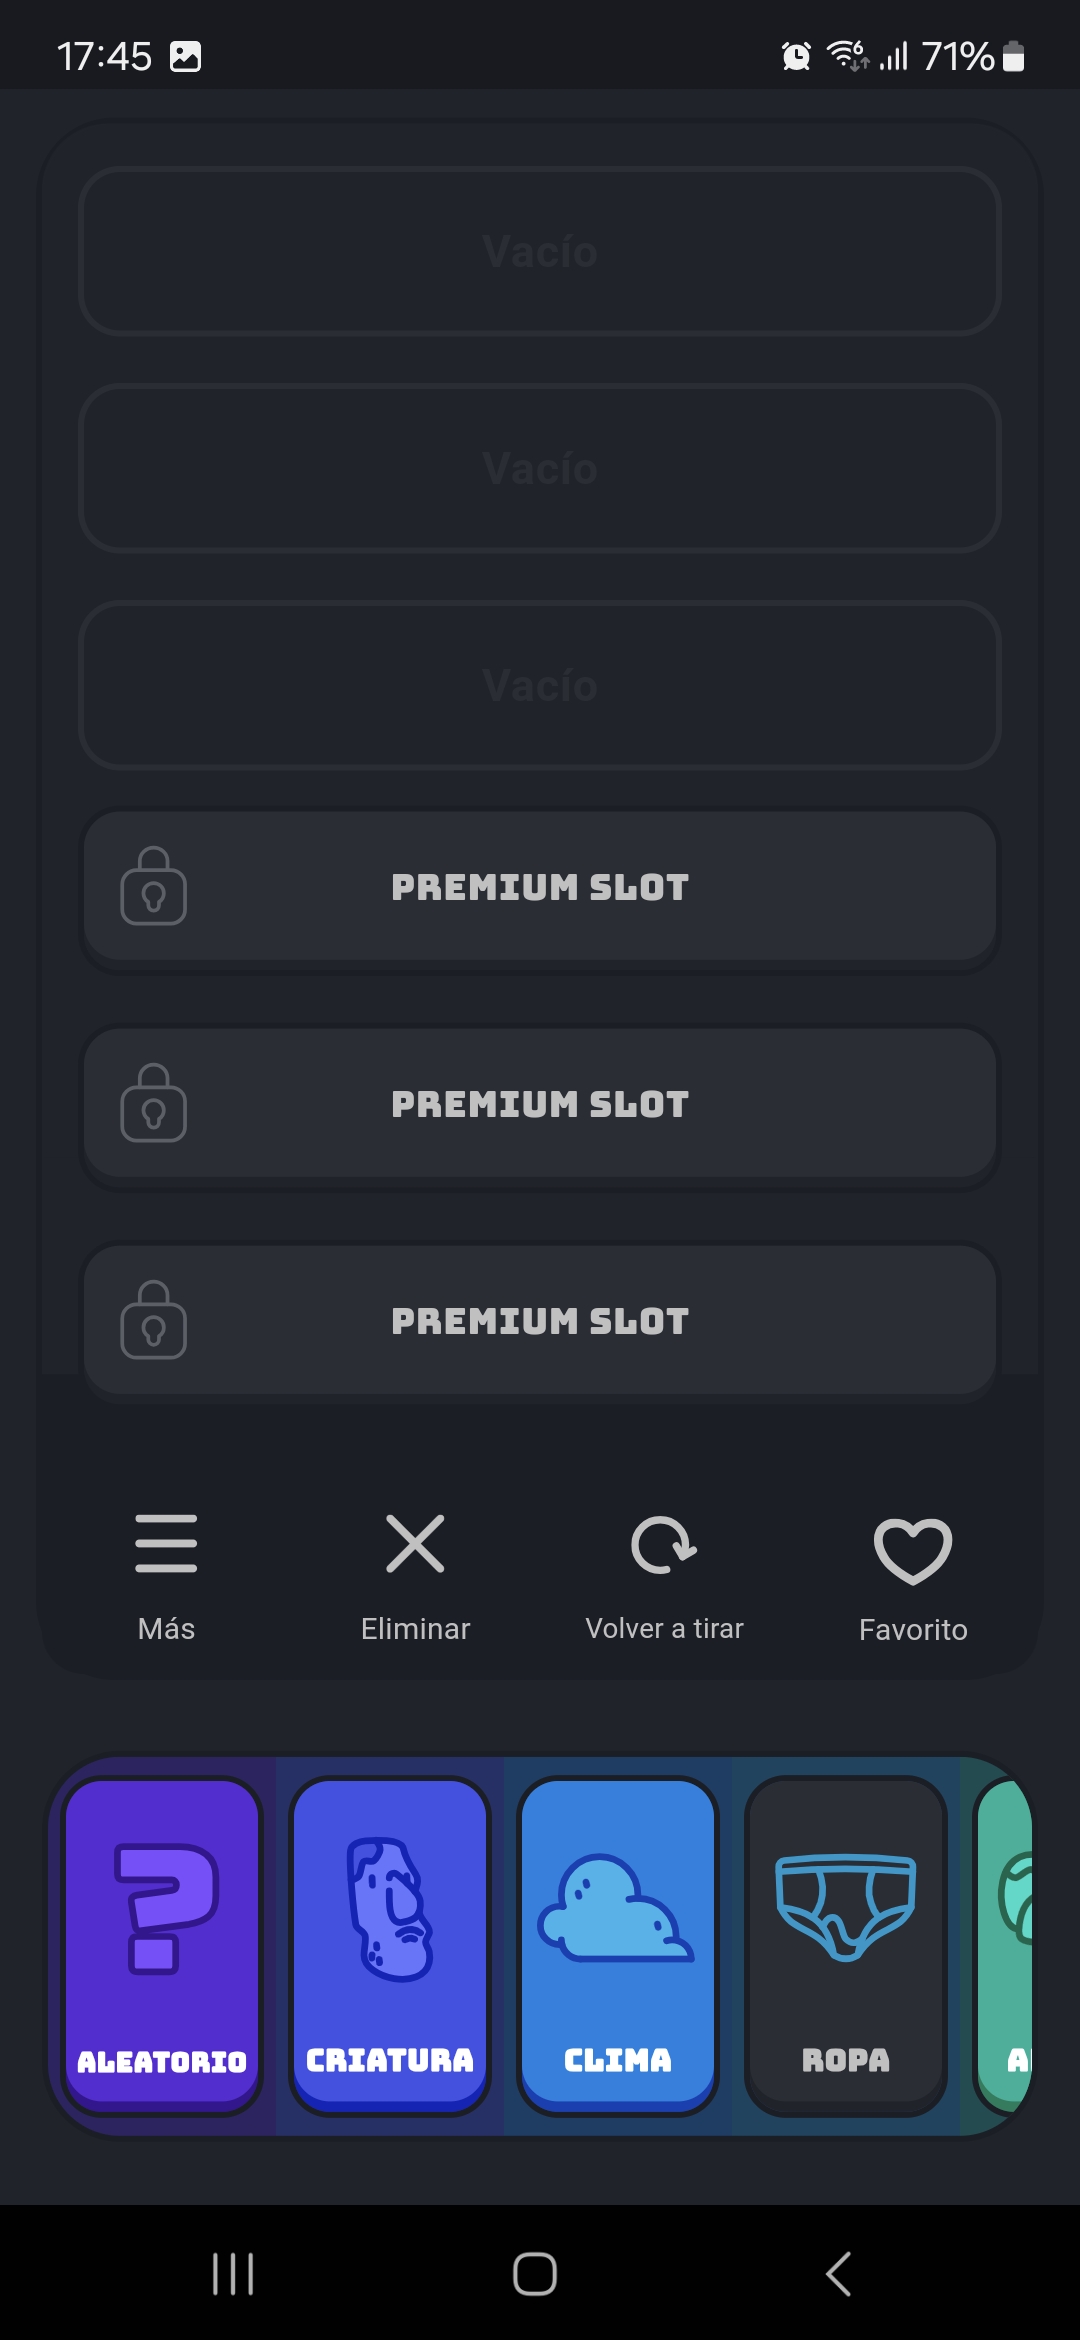 17:45
6
71%
Vacío
Vacío
Vacío
PREMIUM SLOT
PREMIUM SLOT
PREMIUM SLOT
Más Eliminar Volver a tirar Favorito
ALEATORIO CRIATURA CLIMA ROPA